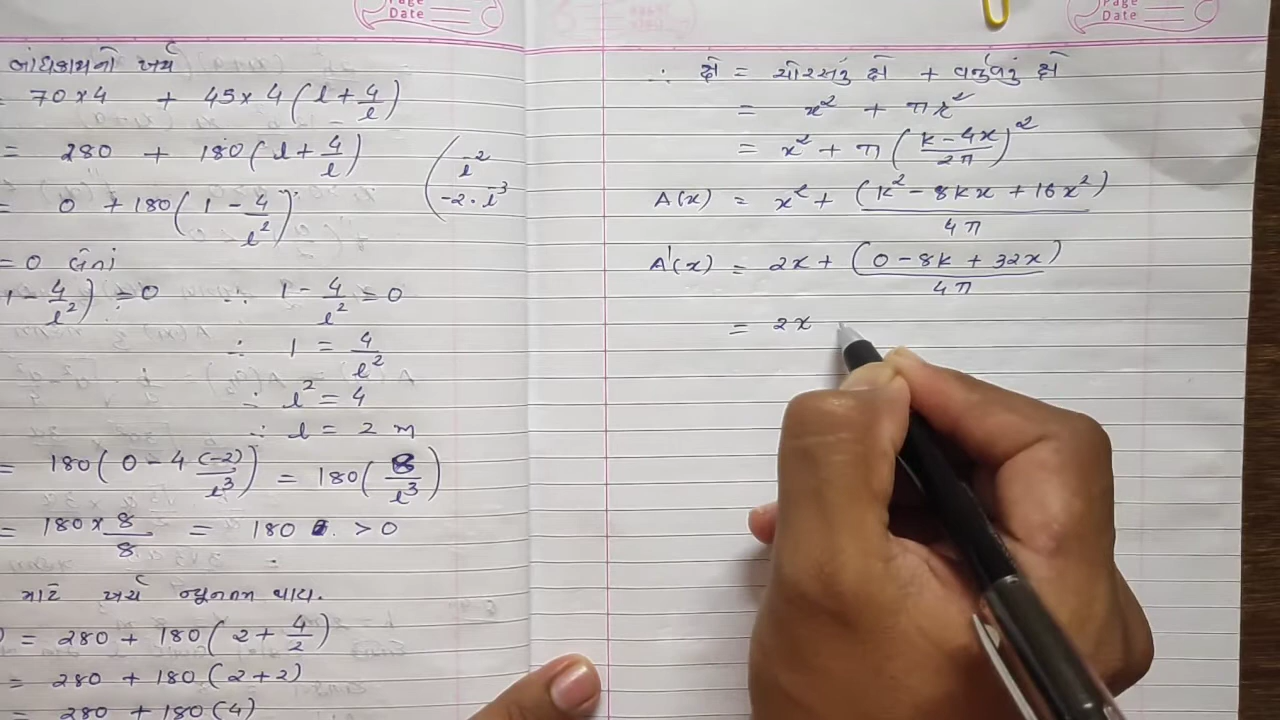 બાંધકામનો ખર્ચ
= 70×4 + 45×4(l + 4/l)
= 280 + 180(l + 4/l)
(l⁻² -2·l⁻³
= 0 + 180(1 - 4/l²)
= 0
1 - 4/l²) = 0 ∴ 1 - 4/l² = 0
∴ 1 = 4/l²
∴ l² = 4
∴ l = 2 m
= 180(0 - 4(-2)/l³) = 180(8/l³)
= 180×8/8 = 180 > 0
માટે ખર્ચ ન્યૂનતમ થાય.
) = 280 + 180(2 + 4/2)
= 280 + 180(2+2)
= 280 + 180(4)
Page
Date
Page
Date
∴ ક્ષે = ચોરસનું ક્ષે + વર્તુળનું ક્ષે
= x² + πr²
= x² + π((k-4x)/2π)²
A(x) = x² + (k² - 8kx + 16x²)/4π
A'(x) = 2x + (0 - 8k + 32x)/4π
= 2x